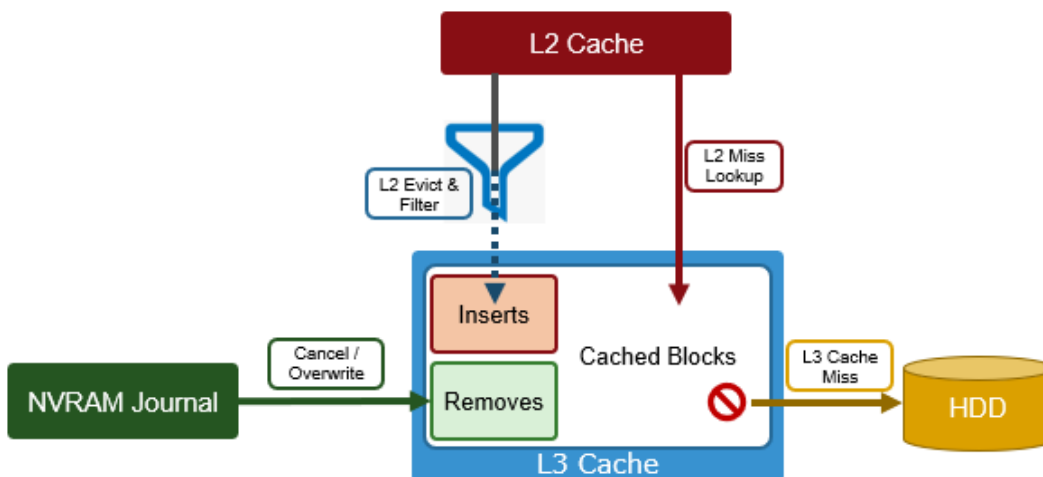 L2 Cache
L2 Evict &
Filter
L2 Miss
Lookup
Inserts
Cached Blocks
Removes
Cancel /
Overwrite
NVRAM Journal
L3 Cache
Miss
HDD
L3 Cache